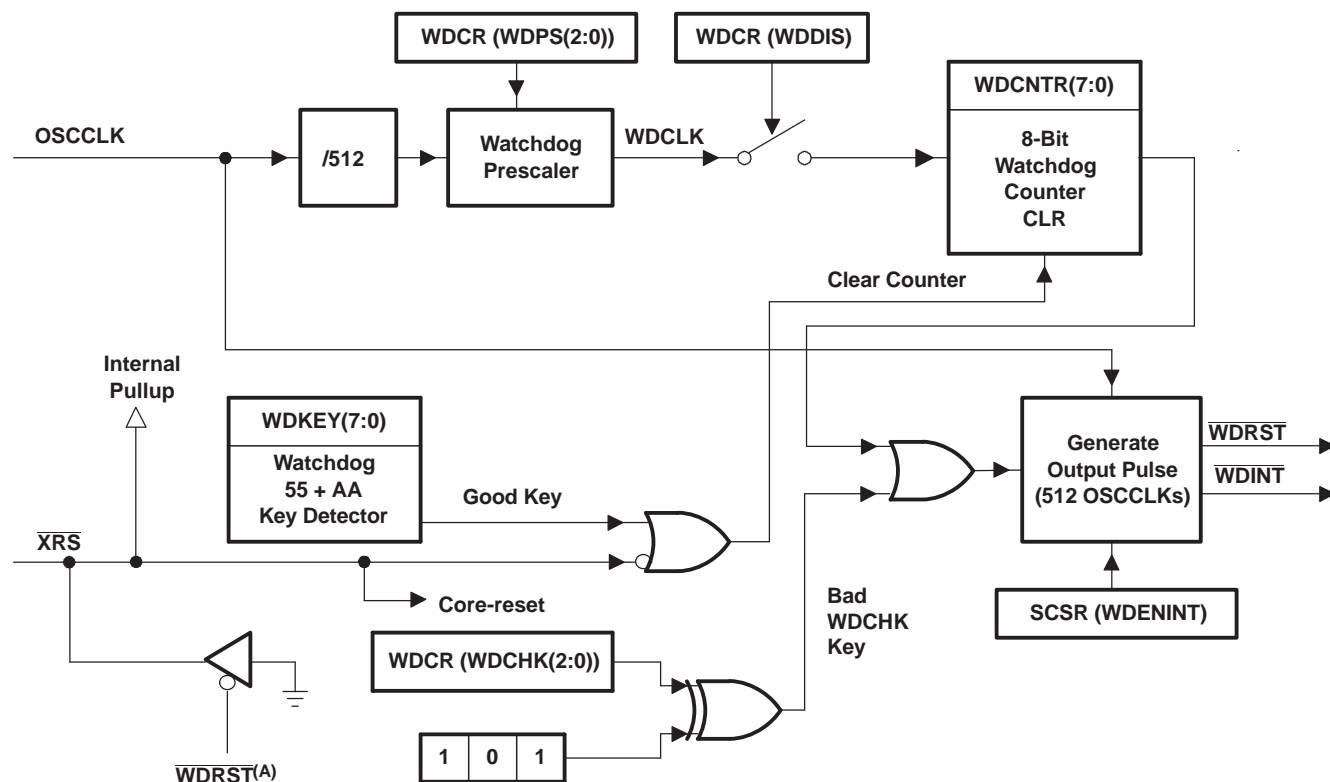 WDCR (WDPS(2:0))
WDCR (WDDIS)
WDCNTR(7:0)
OSCCLK
/512
Watchdog
Prescaler
WDCLK
8-Bit
Watchdog
Counter
CLR
Clear Counter
Internal
Pullup
WDKEY(7:0)
Watchdog
55 + AA
Key Detector
Good Key
Generate
Output Pulse
(512 OSCCLKs)
WDRST
WDINT
XRS
Core-reset
Bad
WDCHK
Key
SCSR (WDENINT)
WDCR (WDCHK(2:0))
1 0 1
WDRST(A)